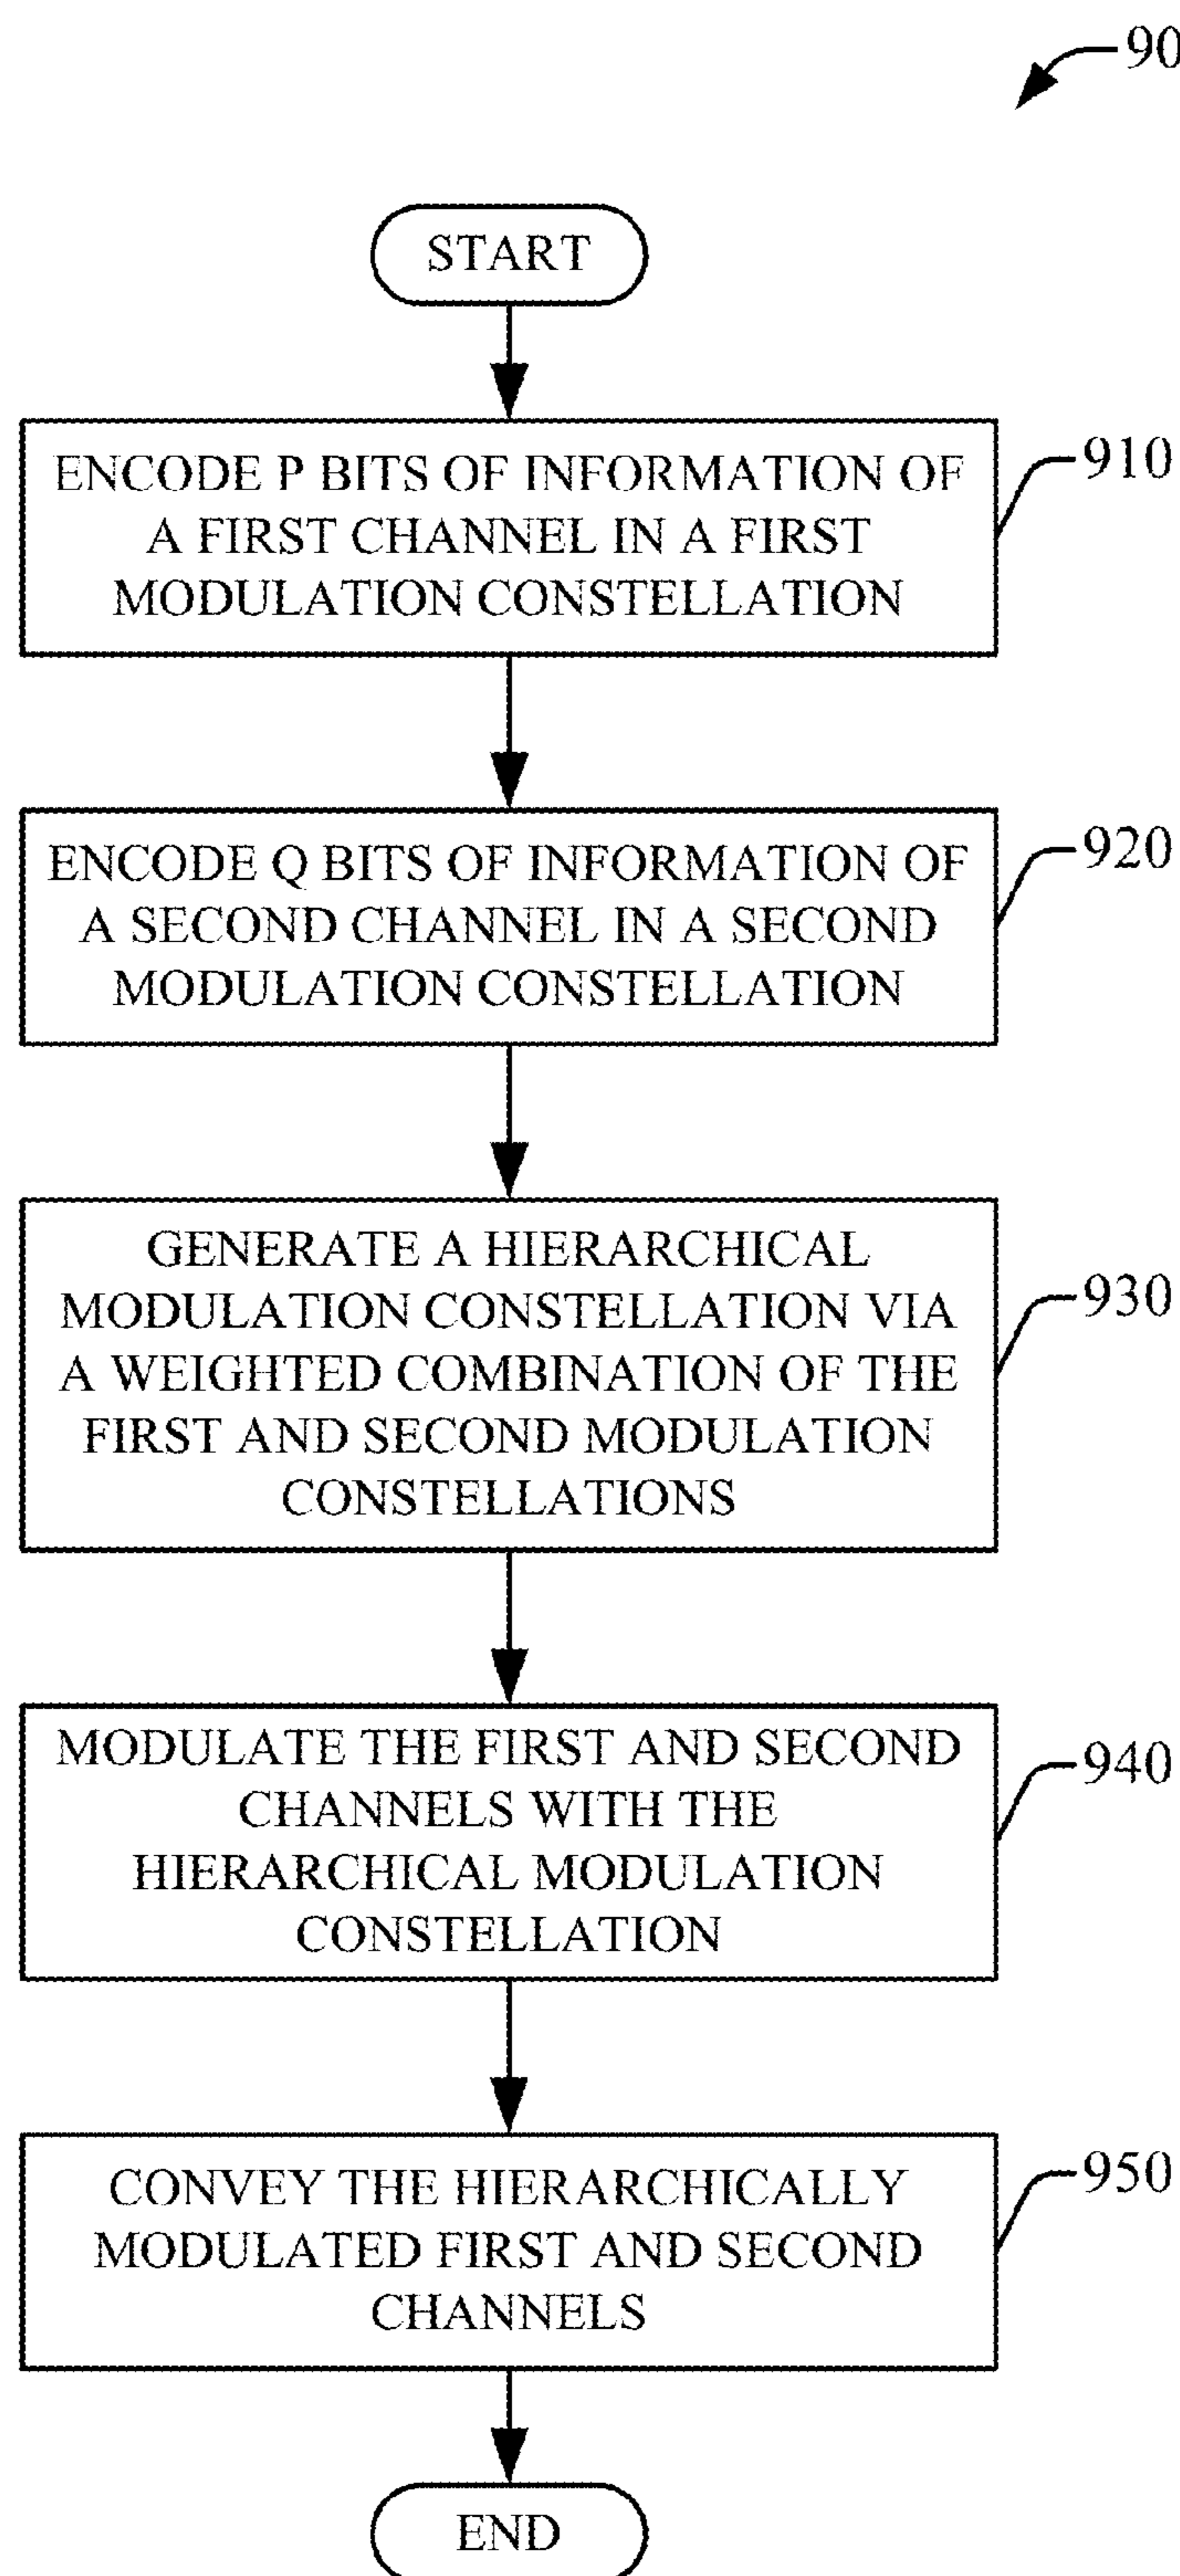 90
START
ENCODE P BITS OF INFORMATION OF
A FIRST CHANNEL IN A FIRST
MODULATION CONSTELLATION
910
ENCODE Q BITS OF INFORMATION OF
A SECOND CHANNEL IN A SECOND
MODULATION CONSTELLATION
920
GENERATE A HIERARCHICAL
MODULATION CONSTELLATION VIA
A WEIGHTED COMBINATION OF THE
FIRST AND SECOND MODULATION
CONSTELLATIONS
930
MODULATE THE FIRST AND SECOND
CHANNELS WITH THE
HIERARCHICAL MODULATION
CONSTELLATION
940
CONVEY THE HIERARCHICALLY
MODULATED FIRST AND SECOND
CHANNELS
950
END